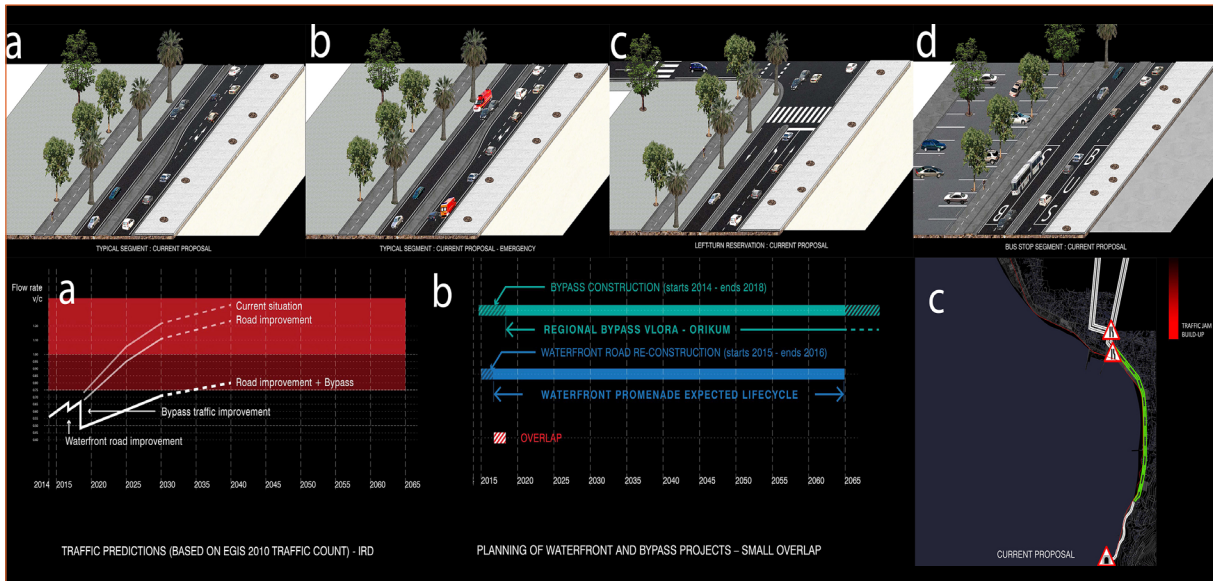 a
b
c
d
TYPICAL SEGMENT : CURRENT PROPOSAL
TYPICAL SEGMENT : CURRENT PROPOSAL - EMERGENCY
LEFT-TURN RESERVATION : CURRENT PROPOSAL
BUS STOP SEGMENT : CURRENT PROPOSAL
BUS
BUS
Flow rate
v/c
a
Current situation
Road improvement
Road improvement + Bypass
Bypass traffic improvement
Waterfront road improvement
2014 2015 2020 2025 2030 2035 2040 2045 2050 2055 2060 2065
TRAFFIC PREDICTIONS (BASED ON EGIS 2010 TRAFFIC COUNT) - IRD
b
BYPASS CONSTRUCTION (starts 2014 - ends 2018)
REGIONAL BYPASS VLORA - ORIKUM
WATERFRONT ROAD RE-CONSTRUCTION (starts 2015 - ends 2016)
WATERFRONT PROMENADE EXPECTED LIFECYCLE
OVERLAP
2015 2020 2025 2030 2035 2040 2045 2050 2055 2060 2065
PLANNING OF WATERFRONT AND BYPASS PROJECTS – SMALL OVERLAP
c
TRAFFIC JAM
BUILD-UP
CURRENT PROPOSAL